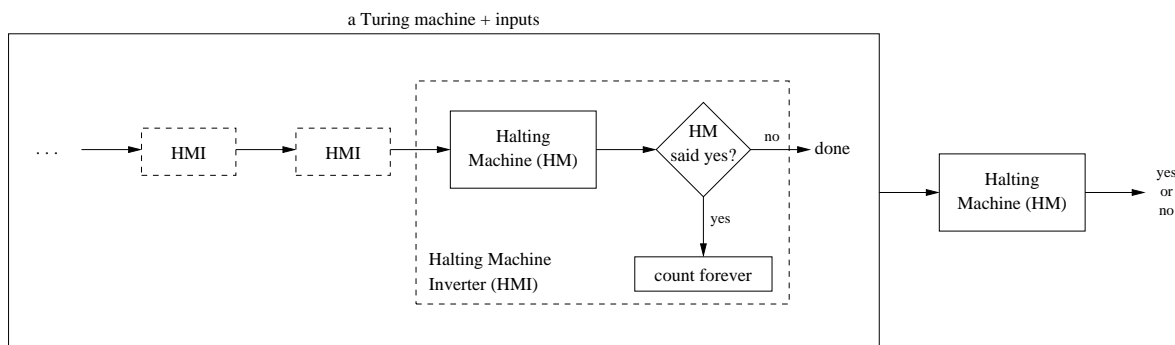 a Turing machine + inputs
. . .
HMI
HMI
Halting
Machine (HM)
HM
said yes?
no
done
yes
count forever
Halting Machine
Inverter (HMI)
Halting
Machine (HM)
yes
or
no